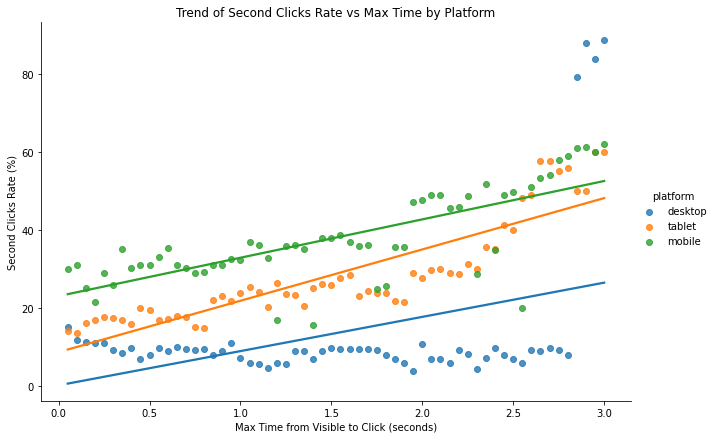 Trend of Second Clicks Rate vs Max Time by Platform
Second Clicks Rate (%)
80
60
40
20
0
0.0 0.5 1.0 1.5 2.0 2.5 3.0
Max Time from Visible to Click (seconds)
platform
desktop
tablet
mobile